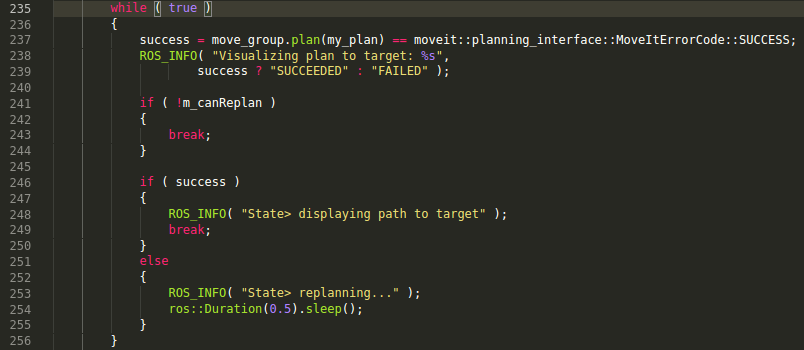 235 while ( true )
236 {
237 success = move_group.plan(my_plan) == moveit::planning_interface::MoveItErrorCode::SUCCESS;
238 ROS_INFO( "Visualizing plan to target: %s",
239 success ? "SUCCEEDED" : "FAILED" );
240
241 if ( !m_canReplan )
242 {
243 break;
244 }
245
246 if ( success )
247 {
248 ROS_INFO( "State> displaying path to target" );
249 break;
250 }
251 else
252 {
253 ROS_INFO( "State> replanning..." );
254 ros::Duration(0.5).sleep();
255 }
256 }